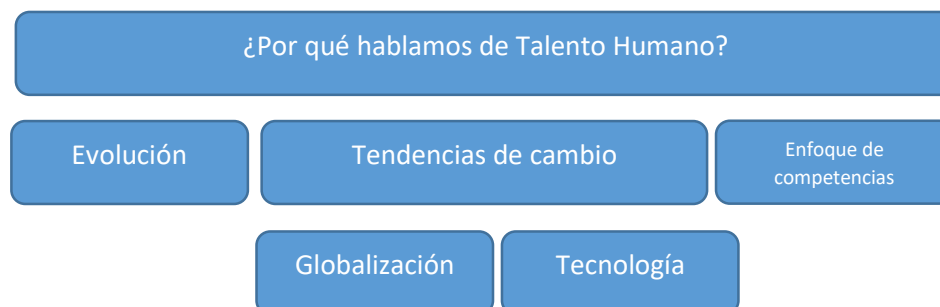 ¿Por qué hablamos de Talento Humano?
Evolución
Tendencias de cambio
Enfoque de
competencias
Globalización
Tecnología